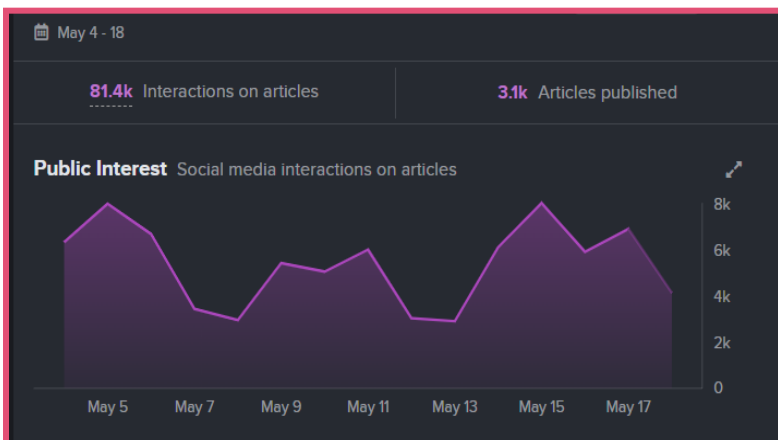 May 4 - 18
81.4k Interactions on articles
3.1k Articles published
Public Interest Social media interactions on articles
8k
6k
4k
2k
0
May 5 May 7 May 9 May 11 May 13 May 15 May 17